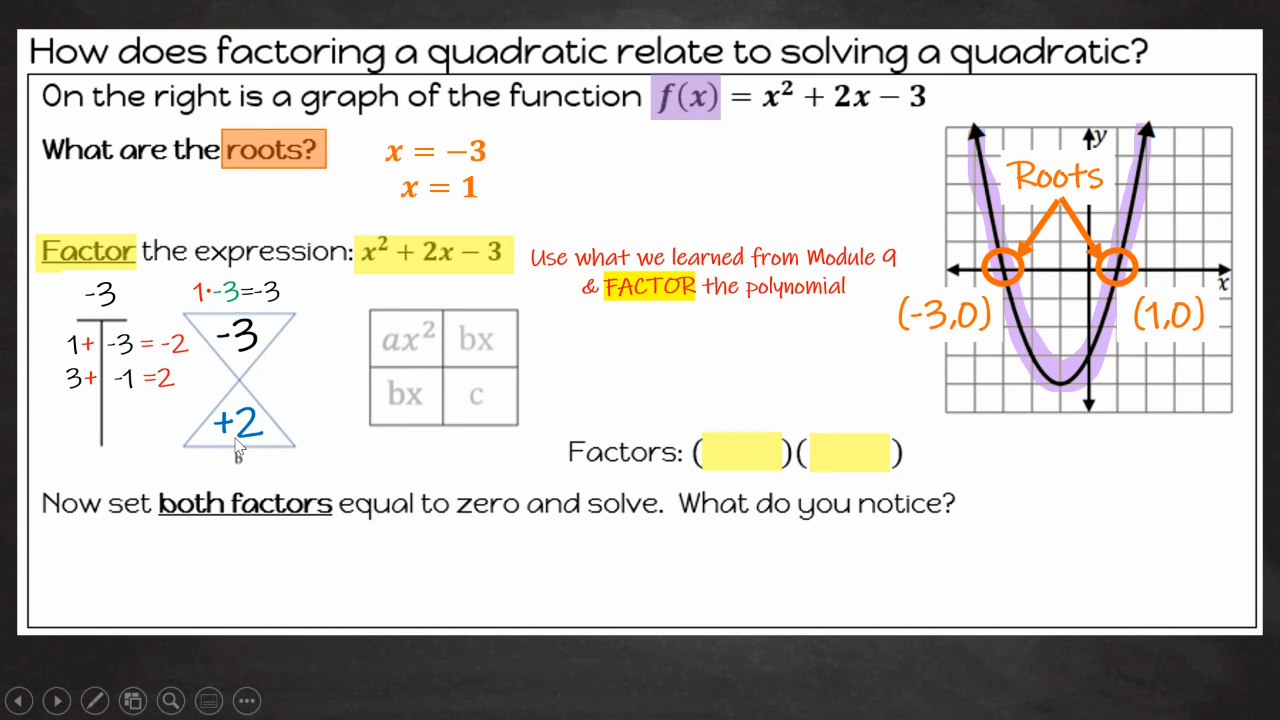 How does factoring a quadratic relate to solving a quadratic?
On the right is a graph of the function f(x) = x² + 2x − 3
What are the roots?
x = −3
x = 1
y
Roots
x
(-3,0)
(1,0)
Factor the expression: x² + 2x − 3
Use what we learned from Module 9
& FACTOR the polynomial
-3
1+ -3 = -2
3+ -1 =2
1·-3=-3
-3
+2
b
ax² bx
bx c
Factors: ( )( )
Now set both factors equal to zero and solve. What do you notice?